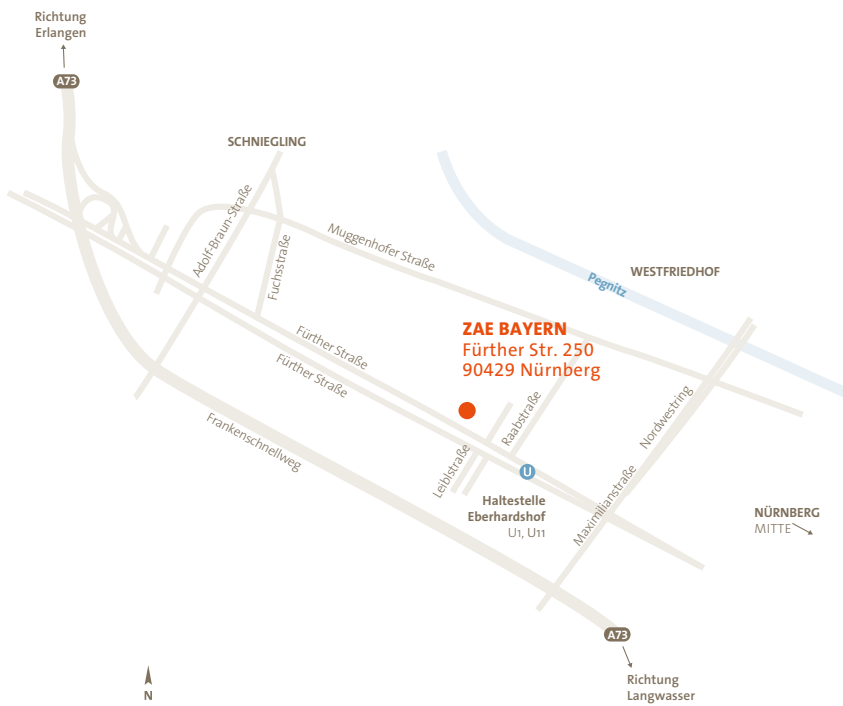 Richtung
Erlangen
A73
SCHNIEGLING
Adolf-Braun-Straße
Fuchsstraße
Muggenhofer Straße
WESTFRIEDHOF
Pegnitz
ZAE BAYERN
Fürther Str. 250
90429 Nürnberg
Fürther Straße
Fürther Straße
Frankenschnellweg
Raabstraße
Leiblstraße
Nordwestring
Maximilianstraße
U
Haltestelle
Eberhardshof
U1, U11
NÜRNBERG
MITTE
A73
Richtung
Langwasser
N